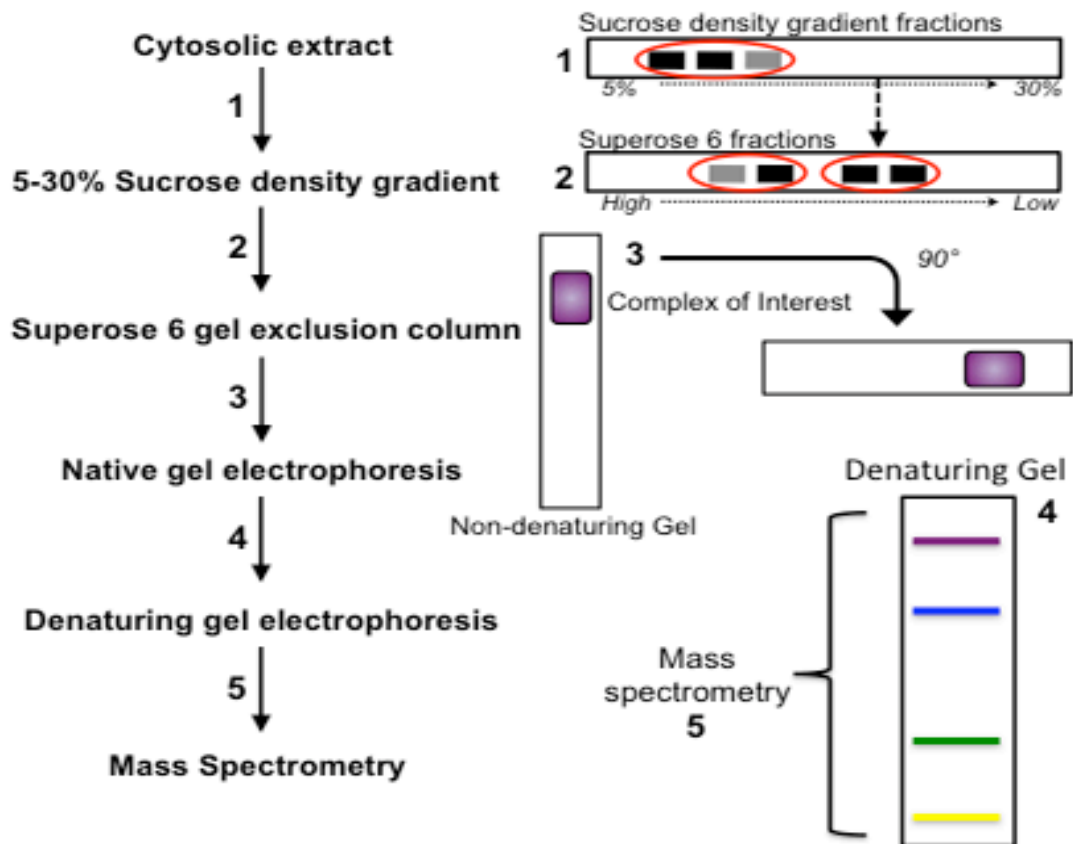 Cytosolic extract
1
5-30% Sucrose density gradient
2
Superose 6 gel exclusion column
3
Native gel electrophoresis
4
Denaturing gel electrophoresis
5
Mass Spectrometry
Sucrose density gradient fractions
1
5% 30%
Superose 6 fractions
2
High Low
3 90°
Complex of Interest
Non-denaturing Gel
Denaturing Gel
4
Mass
spectrometry
5